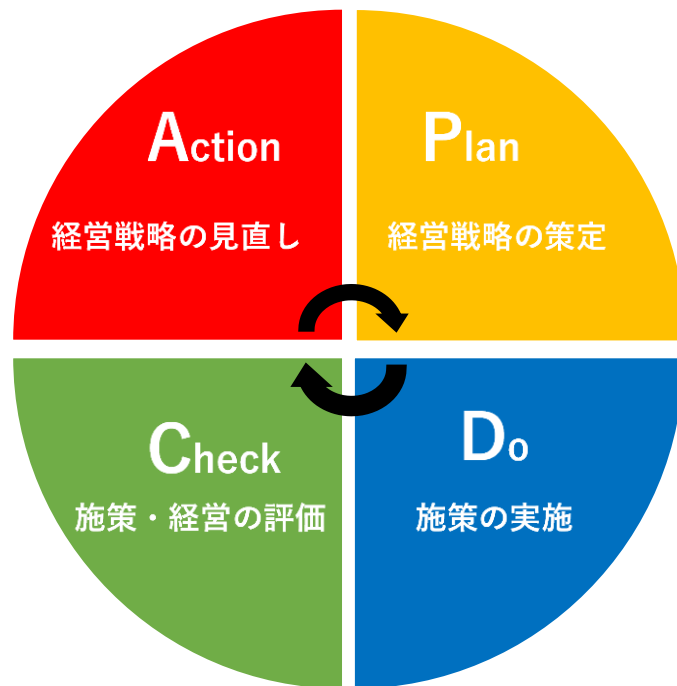 Action
経営戦略の見直し
Plan
経営戦略の策定
Check
施策・経営の評価
Do
施策の実施